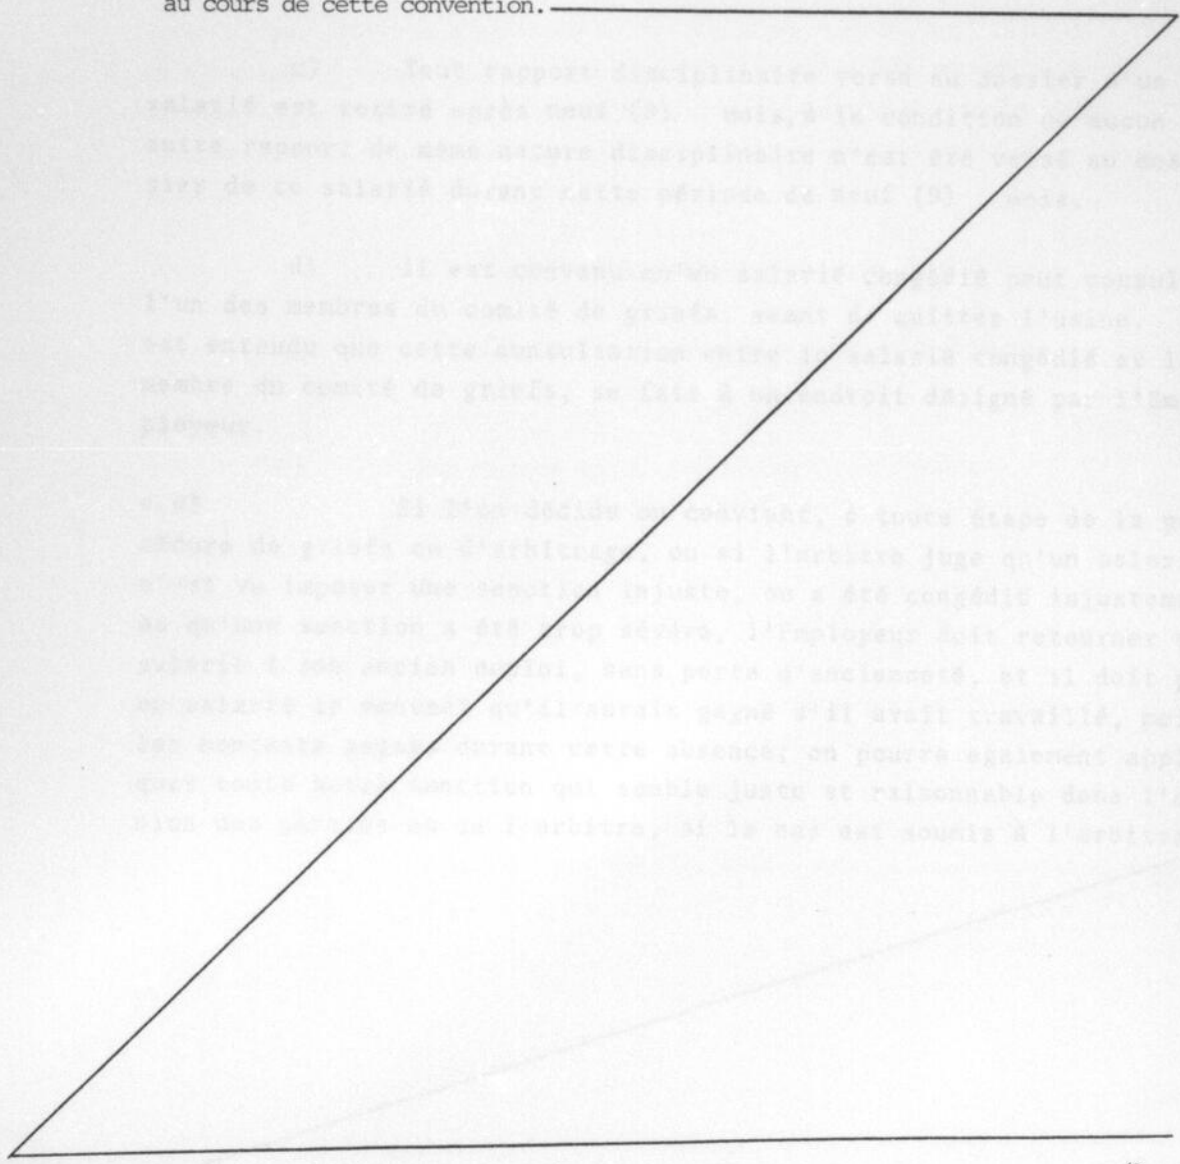 au cours de cette convention.
c) Tout rapport disciplinaire versé au dossier d'un
salarié est retiré après neuf (9) mois, à la condition qu'aucun
autre rapport de même nature disciplinaire n'ait été versé au dos-
sier de ce salarié durant cette période de neuf (9) mois.
d) Il est convenu qu'un salarié congédié peut consul
l'un des membres du comité de griefs, avant de quitter l'usine.
est entendu que cette consultation entre le salarié congédié et l
membre du comité de griefs, se fait à un endroit désigné par l'Em
ployeur.
Si l'on décide ou convient, à toute étape de la
cédure de griefs ou d'arbitrage, ou si l'arbitre juge qu'un salar
s'est vu imposer une sanction injuste, ou a été congédié injustem
ou qu'une sanction a été trop sévère, l'Employeur doit retourner
salarié à son ancien emploi, sans perte d'ancienneté, et il doit
au salarié le montant qu'il aurait gagné s'il avait travaillé,
les montants gagnés durant cette absence; on pourra également appl
quer toute autre sanction qui semble juste et raisonnable dans l'
nion des parties ou de l'arbitre, si le cas est soumis à l'arbitr